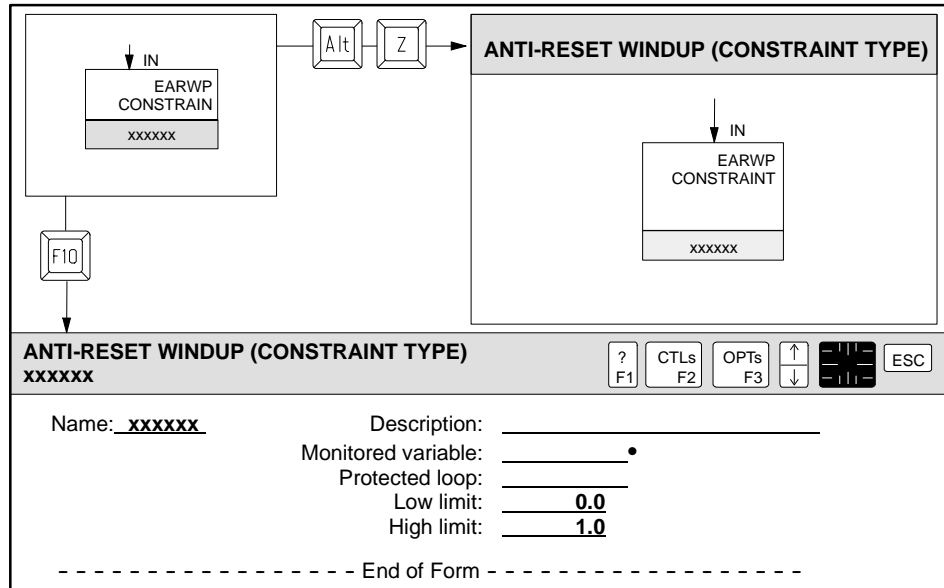 IN
EARWP
CONSTRAIN
xxxxxx
Alt
Z
ANTI-RESET WINDUP (CONSTRAINT TYPE)
IN
EARWP
CONSTRAINT
xxxxxx
F10
ANTI-RESET WINDUP (CONSTRAINT TYPE)
xxxxxx
? F1
CTLs F2
OPTs F3
↑ ↓
ESC
Name: xxxxxx
Description:
Monitored variable: •
Protected loop:
Low limit: 0.0
High limit: 1.0
- - - - - - - - - - - - - - - - - - End of Form - - - - - - - - - - - - - - - - - - -